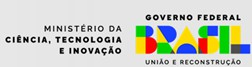 MINISTÉRIO DA
CIÊNCIA, TECNOLOGIA
E INOVAÇÃO
GOVERNO FEDERAL
BRASIL
UNIÃO E RECONSTRUÇÃO